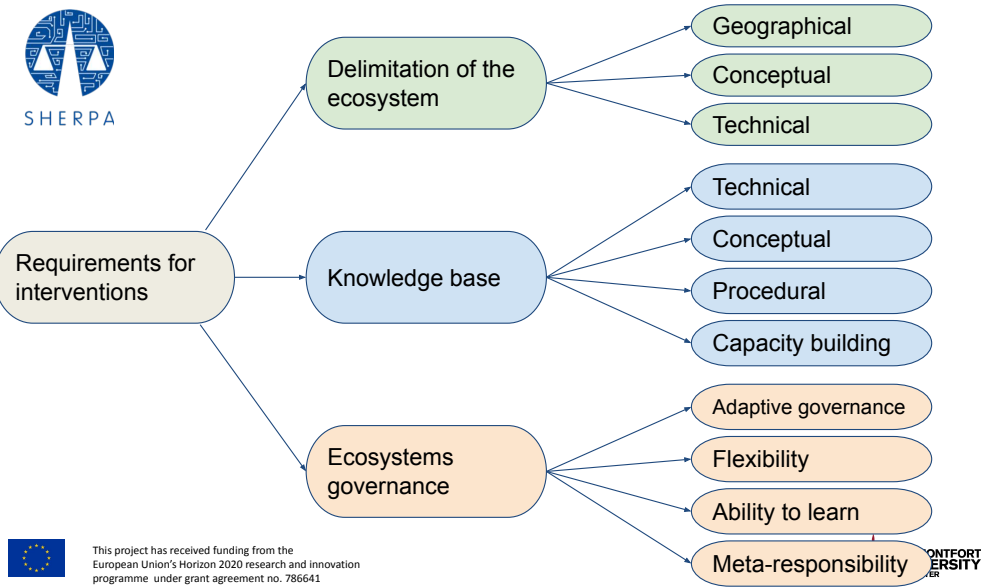 SHERPA
Delimitation of the
ecosystem
Geographical
Conceptual
Technical
Requirements for
interventions
Knowledge base
Technical
Conceptual
Procedural
Capacity building
Ecosystems
governance
Adaptive governance
Flexibility
Ability to learn
Meta-responsibility
This project has received funding from the
European Union's Horizon 2020 research and innovation
programme under grant agreement no. 786641